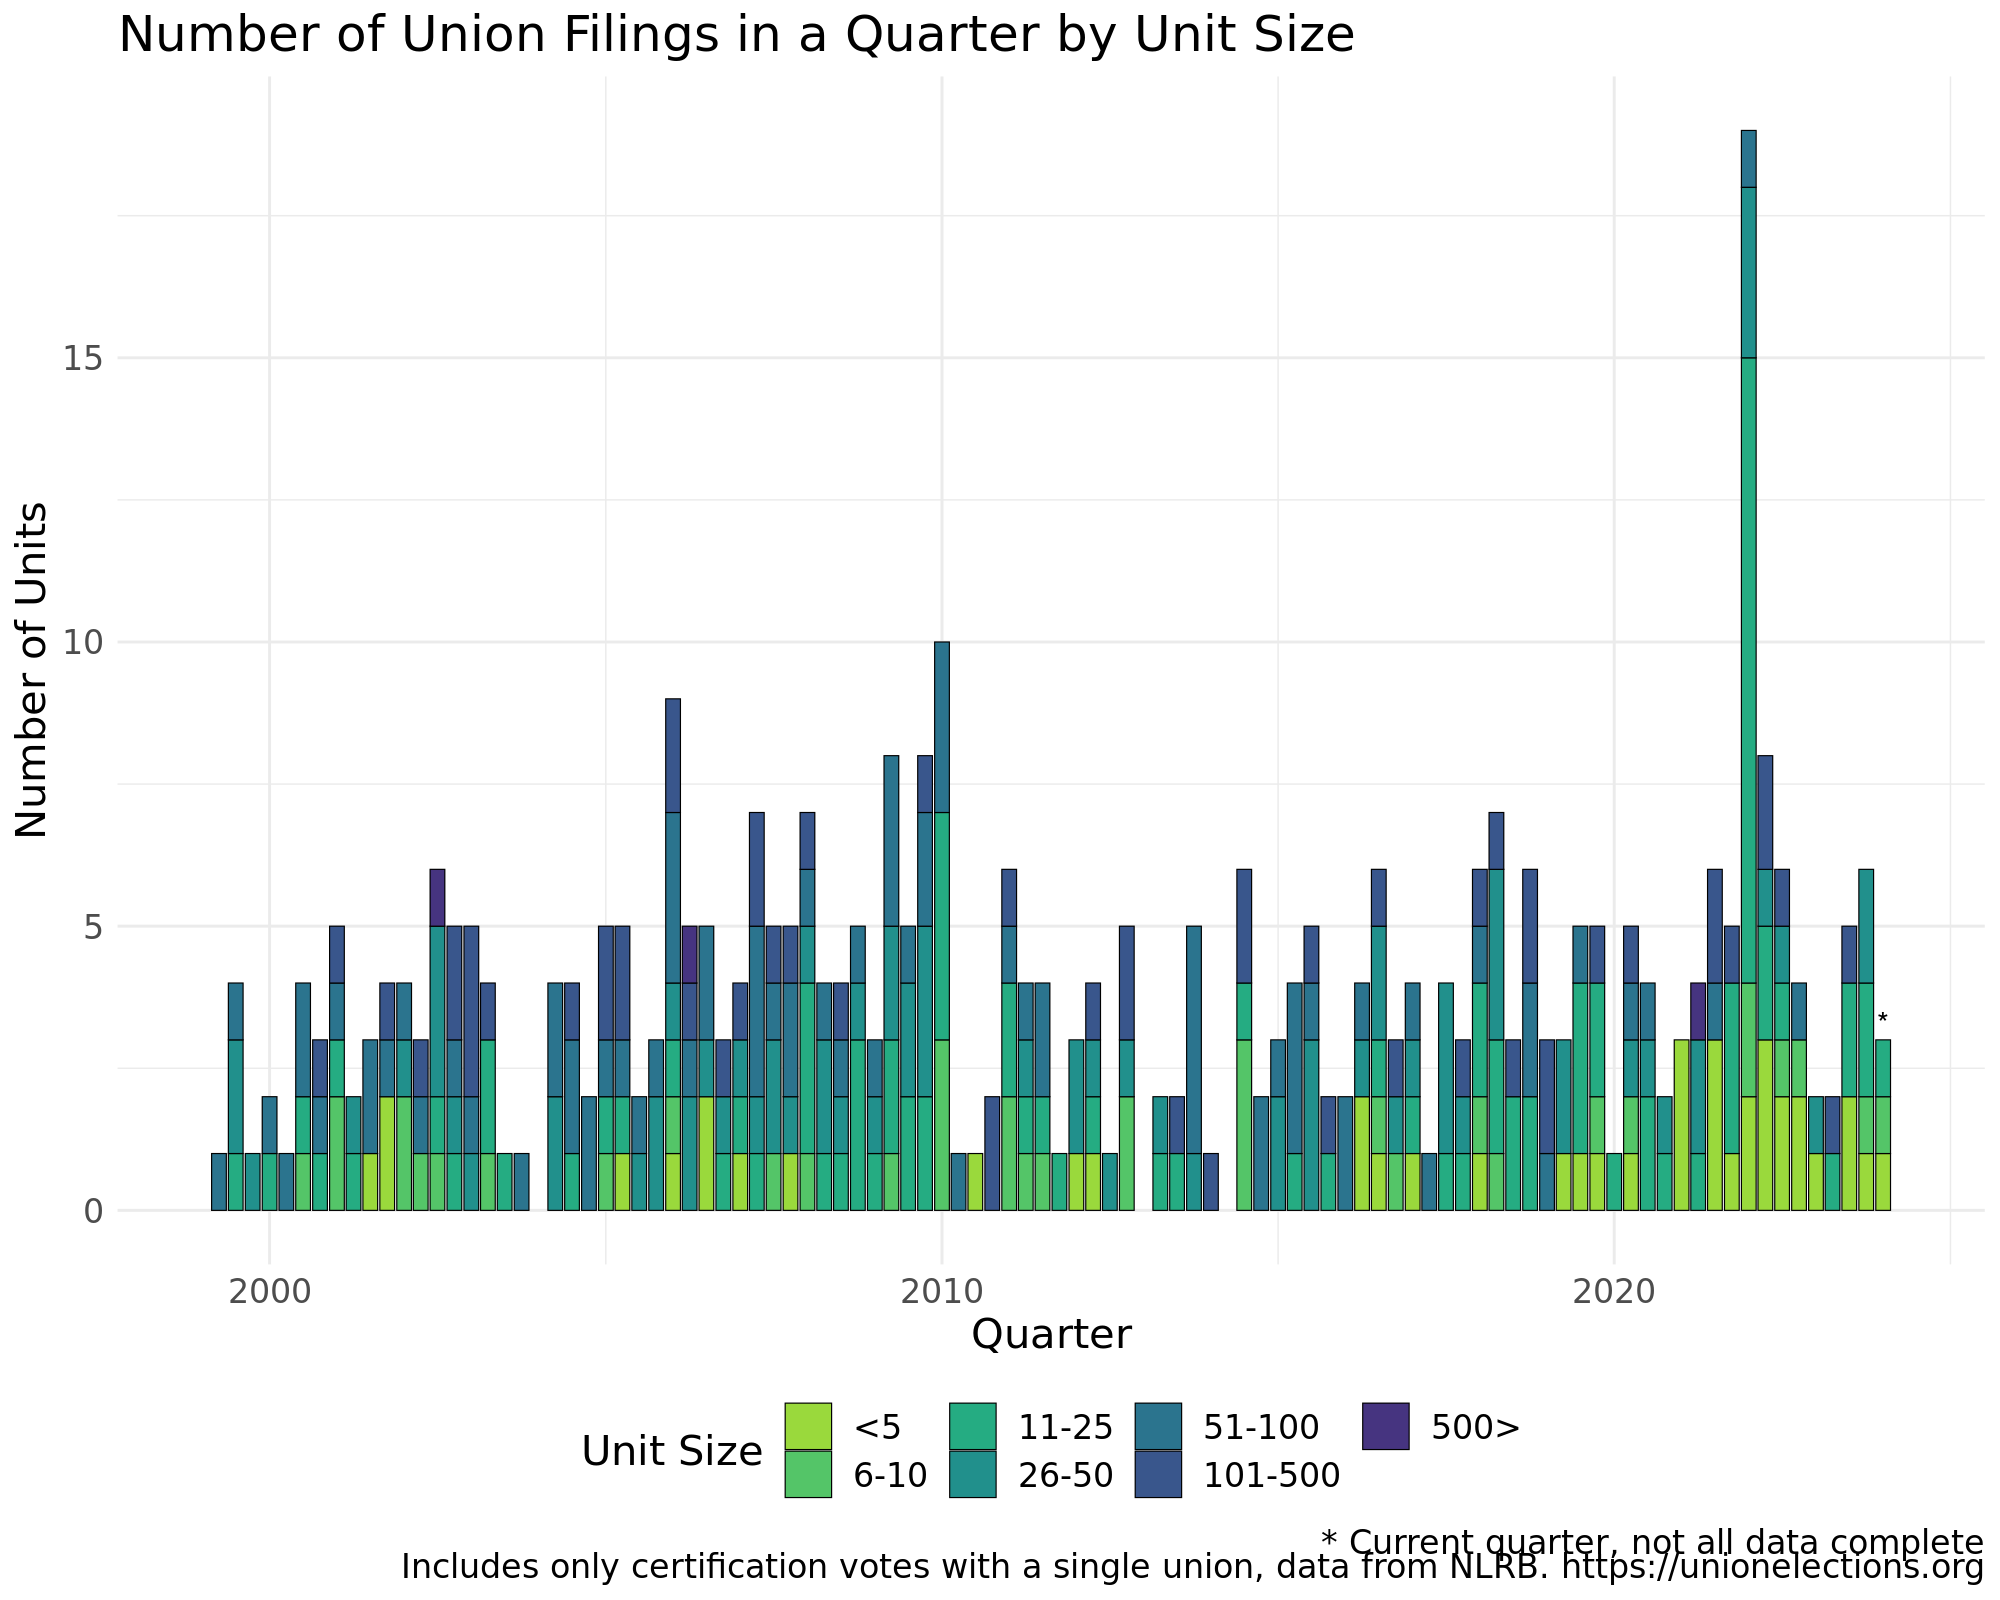 Number of Union Filings in a Quarter by Unit Size
Number of Units
15
10
5
0
*
2000 2010 2020
Quarter
Unit Size
<5 11-25 51-100 500>
6-10 26-50 101-500
* Current quarter, not all data complete
Includes only certification votes with a single union, data from NLRB. https://unionelections.org